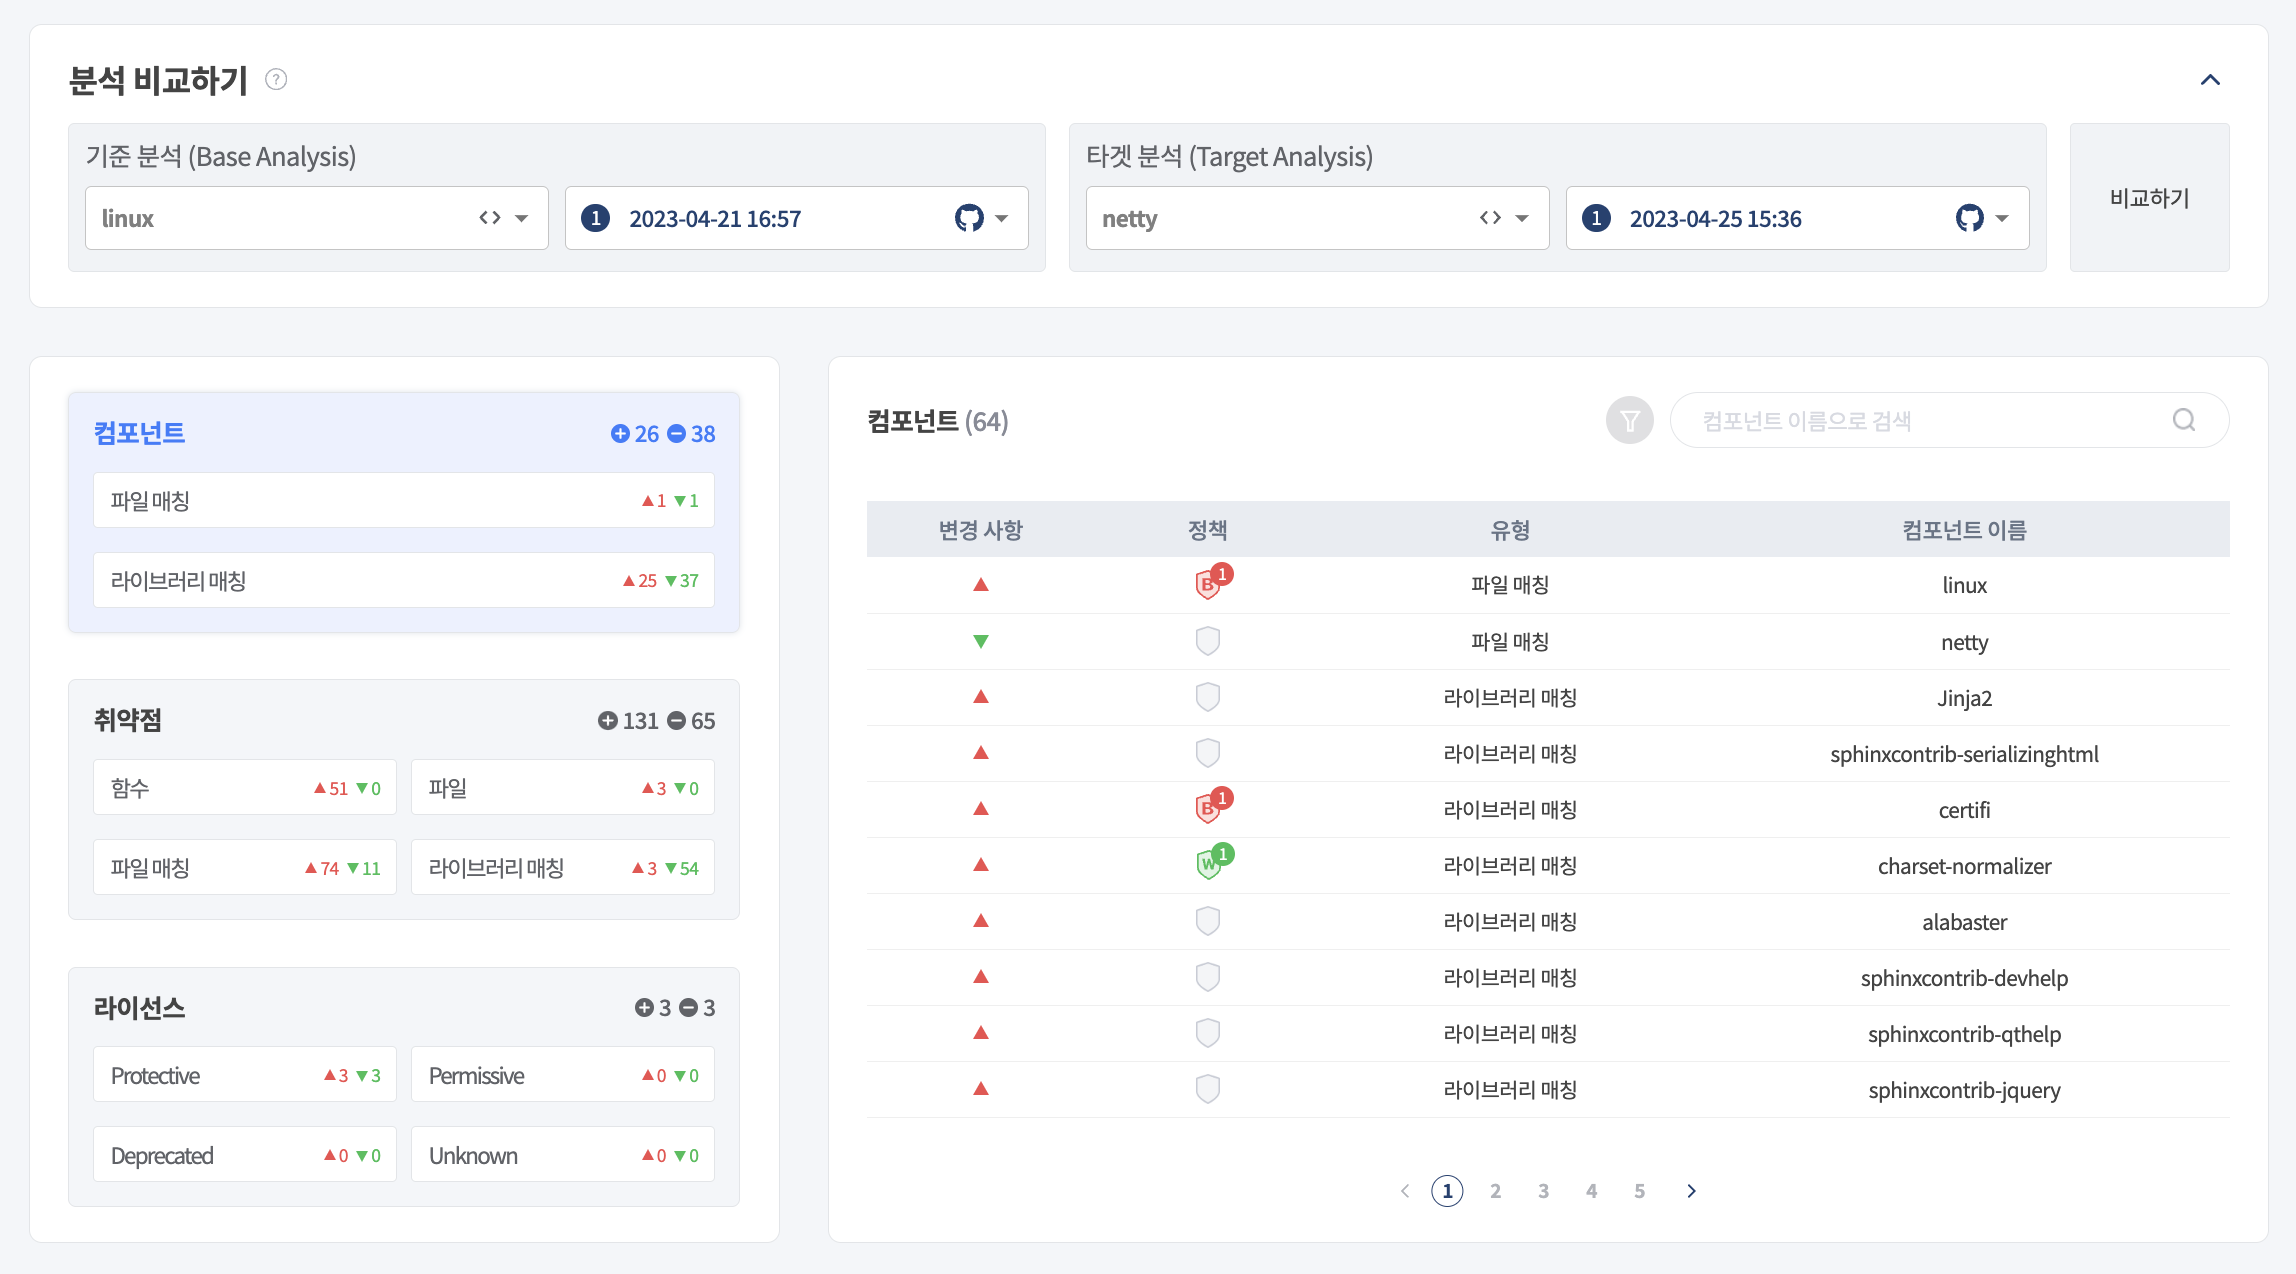 분석 비교하기 ?
기준 분석 (Base Analysis)
linux <> 1 2023-04-21 16:57
타겟 분석 (Target Analysis)
netty <> 1 2023-04-25 15:36
비교하기
컴포넌트 + 26 − 38
파일 매칭 ▲1 ▼1
라이브러리 매칭 ▲25 ▼37
취약점 + 131 − 65
함수 ▲51 ▼0 파일 ▲3 ▼0
파일 매칭 ▲74 ▼11 라이브러리 매칭 ▲3 ▼54
라이선스 + 3 − 3
Protective ▲3 ▼3 Permissive ▲0 ▼0
Deprecated ▲0 ▼0 Unknown ▲0 ▼0
컴포넌트 (64)
컴포넌트 이름으로 검색
변경 사항 정책 유형 컴포넌트 이름
▲ B 1 파일 매칭 linux
▼ 파일 매칭 netty
▲ 라이브러리 매칭 Jinja2
▲ 라이브러리 매칭 sphinxcontrib-serializinghtml
▲ B 1 라이브러리 매칭 certifi
▲ W 1 라이브러리 매칭 charset-normalizer
▲ 라이브러리 매칭 alabaster
▲ 라이브러리 매칭 sphinxcontrib-devhelp
▲ 라이브러리 매칭 sphinxcontrib-qthelp
▲ 라이브러리 매칭 sphinxcontrib-jquery
< 1 2 3 4 5 >